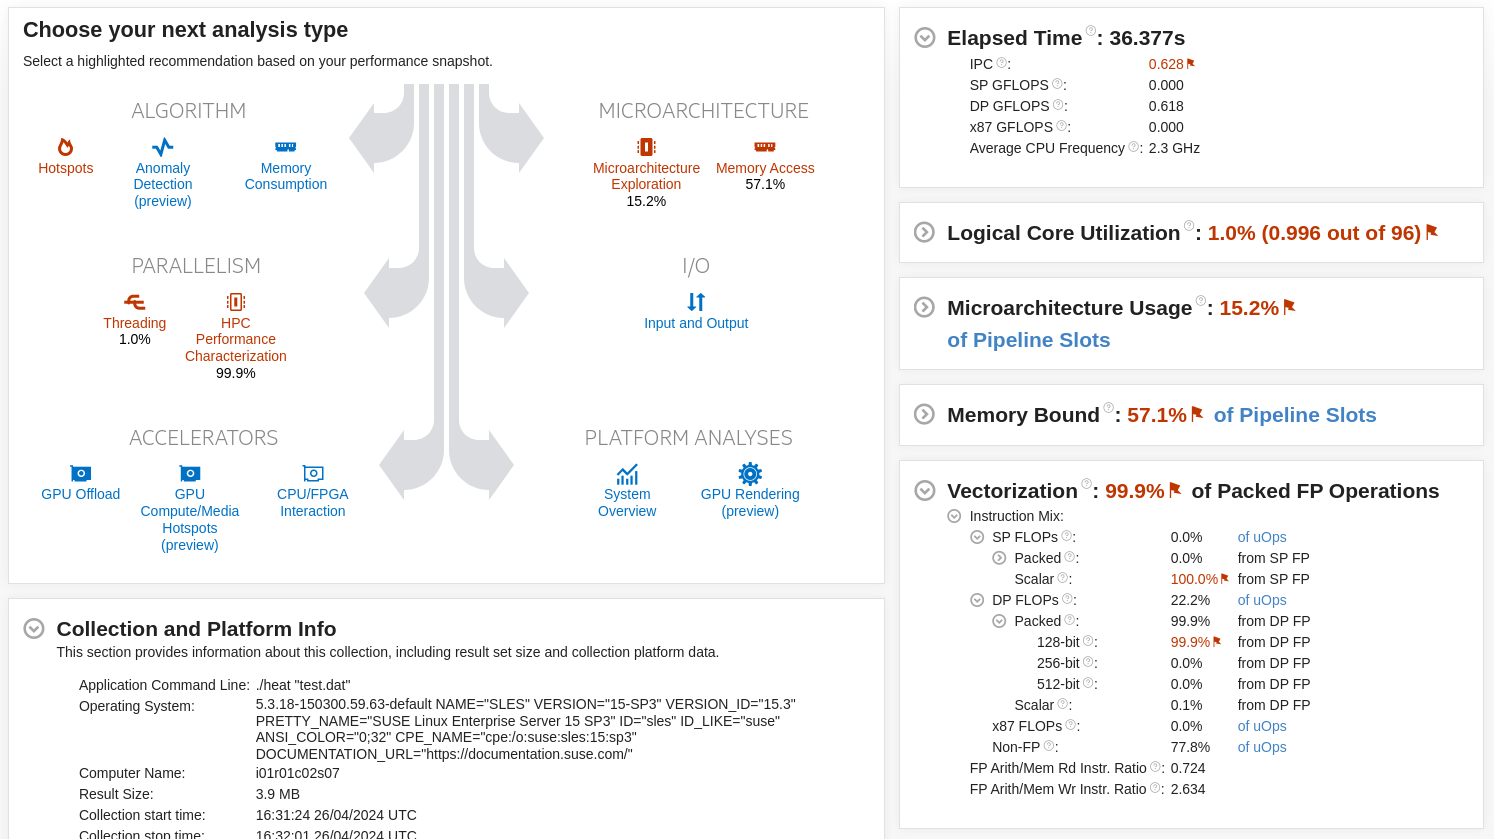 Choose your next analysis type
Select a highlighted recommendation based on your performance snapshot.
ALGORITHM
Hotspots
Anomaly
Detection
(preview)
Memory
Consumption
MICROARCHITECTURE
Microarchitecture
Exploration
15.2%
Memory Access
57.1%
PARALLELISM
Threading
1.0%
HPC
Performance
Characterization
99.9%
I/O
Input and Output
ACCELERATORS
GPU Offload
GPU
Compute/Media
Hotspots
(preview)
CPU/FPGA
Interaction
PLATFORM ANALYSES
System
Overview
GPU Rendering
(preview)
Collection and Platform Info
This section provides information about this collection, including result set size and collection platform data.
Application Command Line: ./heat "test.dat"
Operating System: 5.3.18-150300.59.63-default NAME="SLES" VERSION="15-SP3" VERSION_ID="15.3"
PRETTY_NAME="SUSE Linux Enterprise Server 15 SP3" ID="sles" ID_LIKE="suse"
ANSI_COLOR="0;32" CPE_NAME="cpe:/o:suse:sles:15:sp3"
DOCUMENTATION_URL="https://documentation.suse.com/"
Computer Name: i01r01c02s07
Result Size: 3.9 MB
Collection start time: 16:31:24 26/04/2024 UTC
Collection stop time: 16:32:01 26/04/2024 UTC
Elapsed Time ?: 36.377s
IPC ?: 0.628
SP GFLOPS ?: 0.000
DP GFLOPS ?: 0.618
x87 GFLOPS ?: 0.000
Average CPU Frequency ?: 2.3 GHz
Logical Core Utilization ?: 1.0% (0.996 out of 96)
Microarchitecture Usage ?: 15.2%
of Pipeline Slots
Memory Bound ?: 57.1% of Pipeline Slots
Vectorization ?: 99.9% of Packed FP Operations
Instruction Mix:
SP FLOPs ?: 0.0% of uOps
Packed ?: 0.0% from SP FP
Scalar ?: 100.0% from SP FP
DP FLOPs ?: 22.2% of uOps
Packed ?: 99.9% from DP FP
128-bit ?: 99.9% from DP FP
256-bit ?: 0.0% from DP FP
512-bit ?: 0.0% from DP FP
Scalar ?: 0.1% from DP FP
x87 FLOPs ?: 0.0% of uOps
Non-FP ?: 77.8% of uOps
FP Arith/Mem Rd Instr. Ratio ?: 0.724
FP Arith/Mem Wr Instr. Ratio ?: 2.634